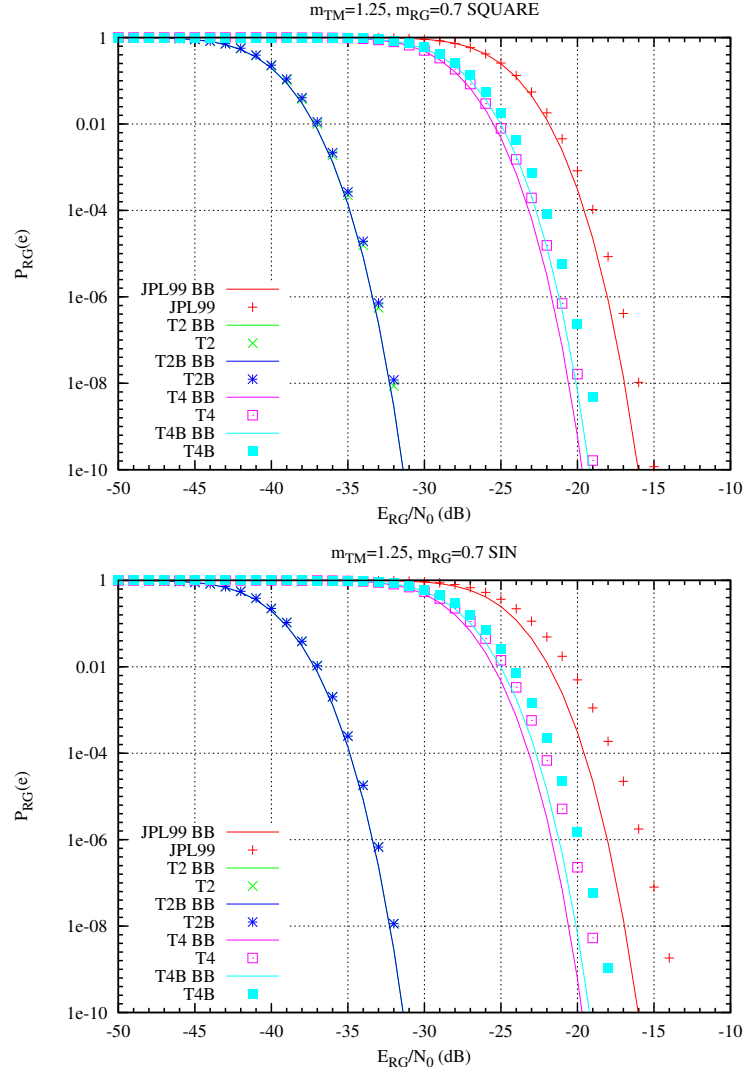 m_TM=1.25, m_RG=0.7 SQUARE
P_RG(e)
1
0.01
1e-04
1e-06
1e-08
1e-10
JPL99 BB
JPL99
T2 BB
T2
T2B BB
T2B
T4 BB
T4
T4B BB
T4B
-50 -45 -40 -35 -30 -25 -20 -15 -10
E_RG/N_0 (dB)
m_TM=1.25, m_RG=0.7 SIN
P_RG(e)
1
0.01
1e-04
1e-06
1e-08
1e-10
JPL99 BB
JPL99
T2 BB
T2
T2B BB
T2B
T4 BB
T4
T4B BB
T4B
-50 -45 -40 -35 -30 -25 -20 -15 -10
E_RG/N_0 (dB)